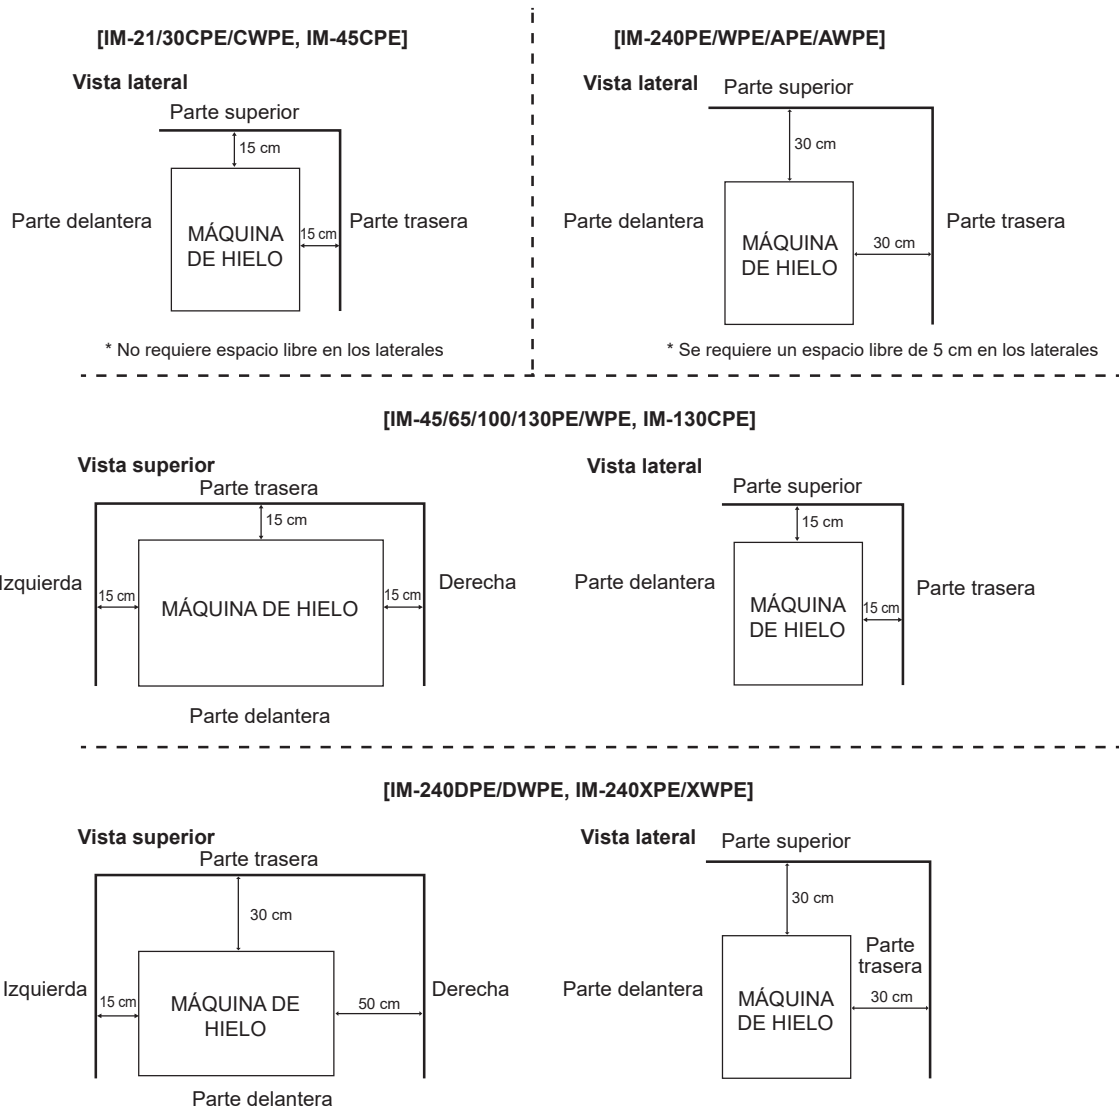 [IM-21/30CPE/CWPE, IM-45CPE]
Vista lateral
Parte superior
15 cm
Parte delantera
MÁQUINA
DE HIELO
15 cm
Parte trasera
* No requiere espacio libre en los laterales
[IM-240PE/WPE/APE/AWPE]
Vista lateral
Parte superior
30 cm
Parte delantera
MÁQUINA
DE HIELO
30 cm
Parte trasera
* Se requiere un espacio libre de 5 cm en los laterales
[IM-45/65/100/130PE/WPE, IM-130CPE]
Vista superior
Parte trasera
15 cm
Izquierda
15 cm
MÁQUINA DE HIELO
15 cm
Derecha
Parte delantera
Vista lateral
Parte superior
15 cm
Parte delantera
MÁQUINA
DE HIELO
15 cm
Parte trasera
[IM-240DPE/DWPE, IM-240XPE/XWPE]
Vista superior
Parte trasera
30 cm
Izquierda
15 cm
MÁQUINA DE
HIELO
50 cm
Derecha
Parte delantera
Vista lateral
Parte superior
30 cm
Parte delantera
MÁQUINA
DE HIELO
Parte
trasera
30 cm